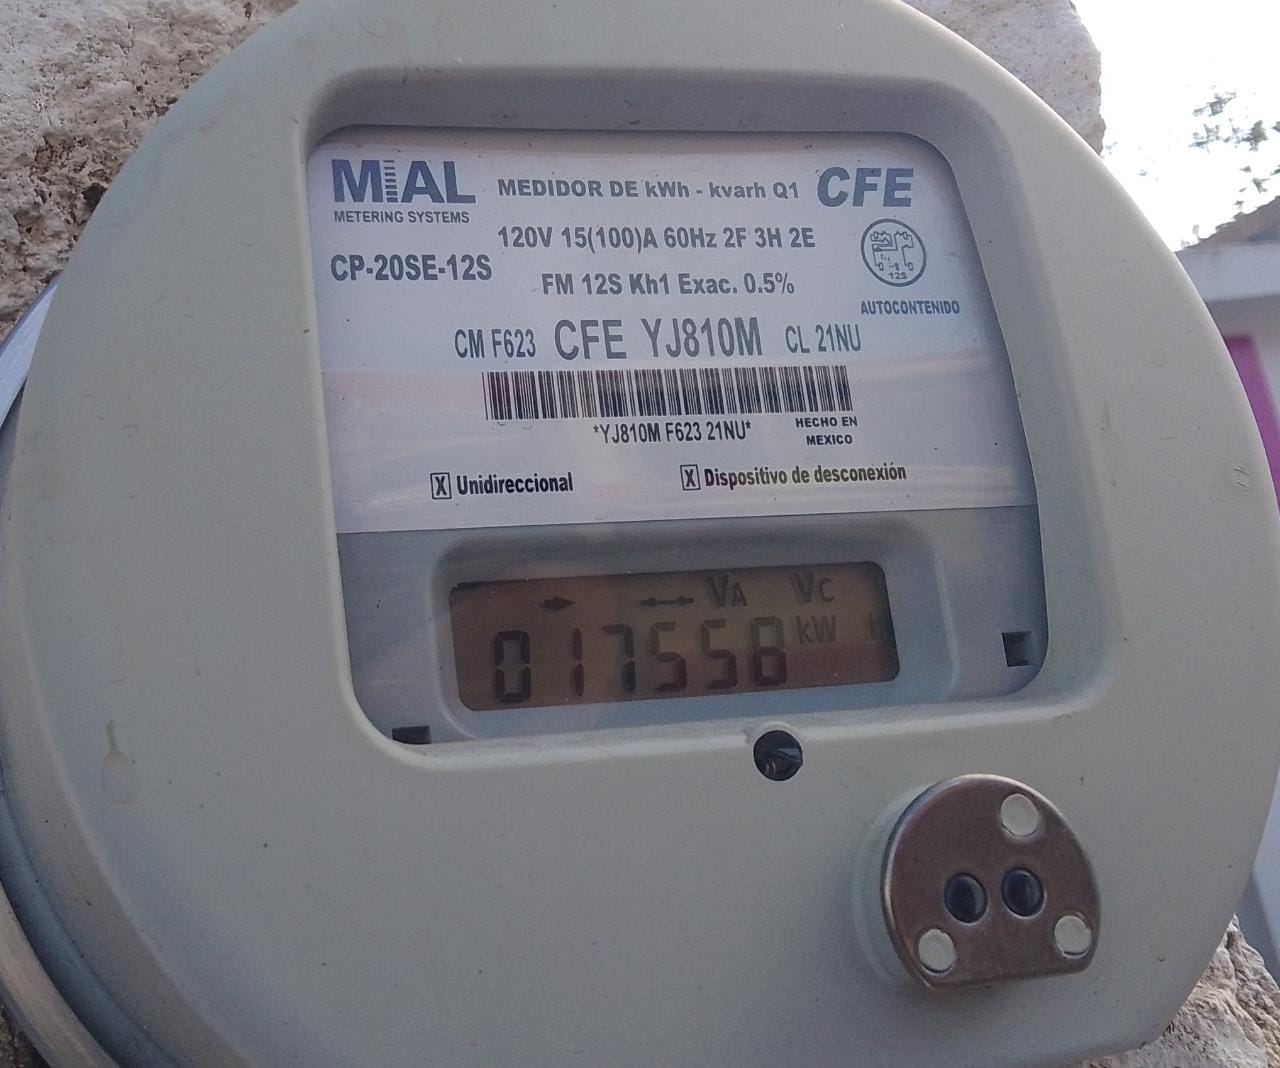 MIAL
METERING SYSTEMS
MEDIDOR DE kWh - kvarh Q1
CFE
120V 15(100)A 60Hz 2F 3H 2E
CP-20SE-12S
FM 12S Kh1 Exac. 0.5%
12S
AUTOCONTENIDO
CM F623 CFE YJ810M CL 21NU
*YJ810M F623 21NU*
HECHO EN
MEXICO
X Unidireccional
X Dispositivo de desconexión
VA VC
017558 kW h